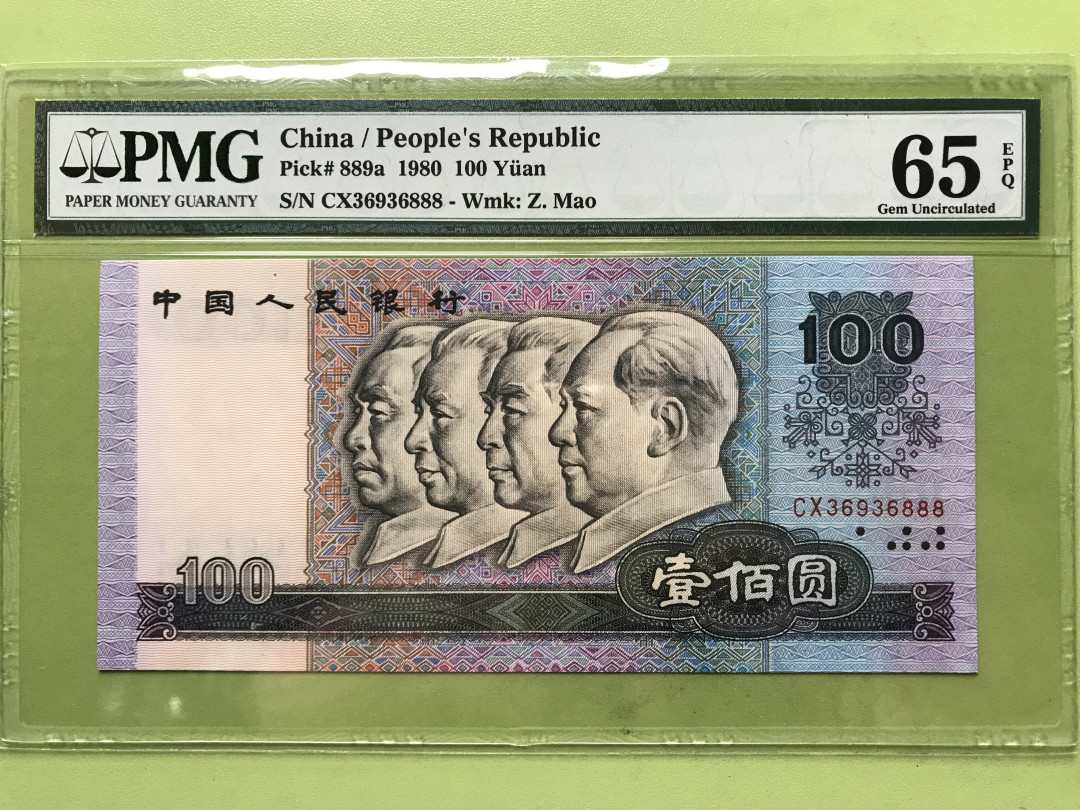 PMG
PAPER MONEY GUARANTY
China / People's Republic
Pick# 889a 1980 100 Yüan
S/N CX36936888 - Wmk: Z. Mao
65
EPQ
Gem Uncirculated
中国人民银行
100
CX36936888
100
壹佰圆